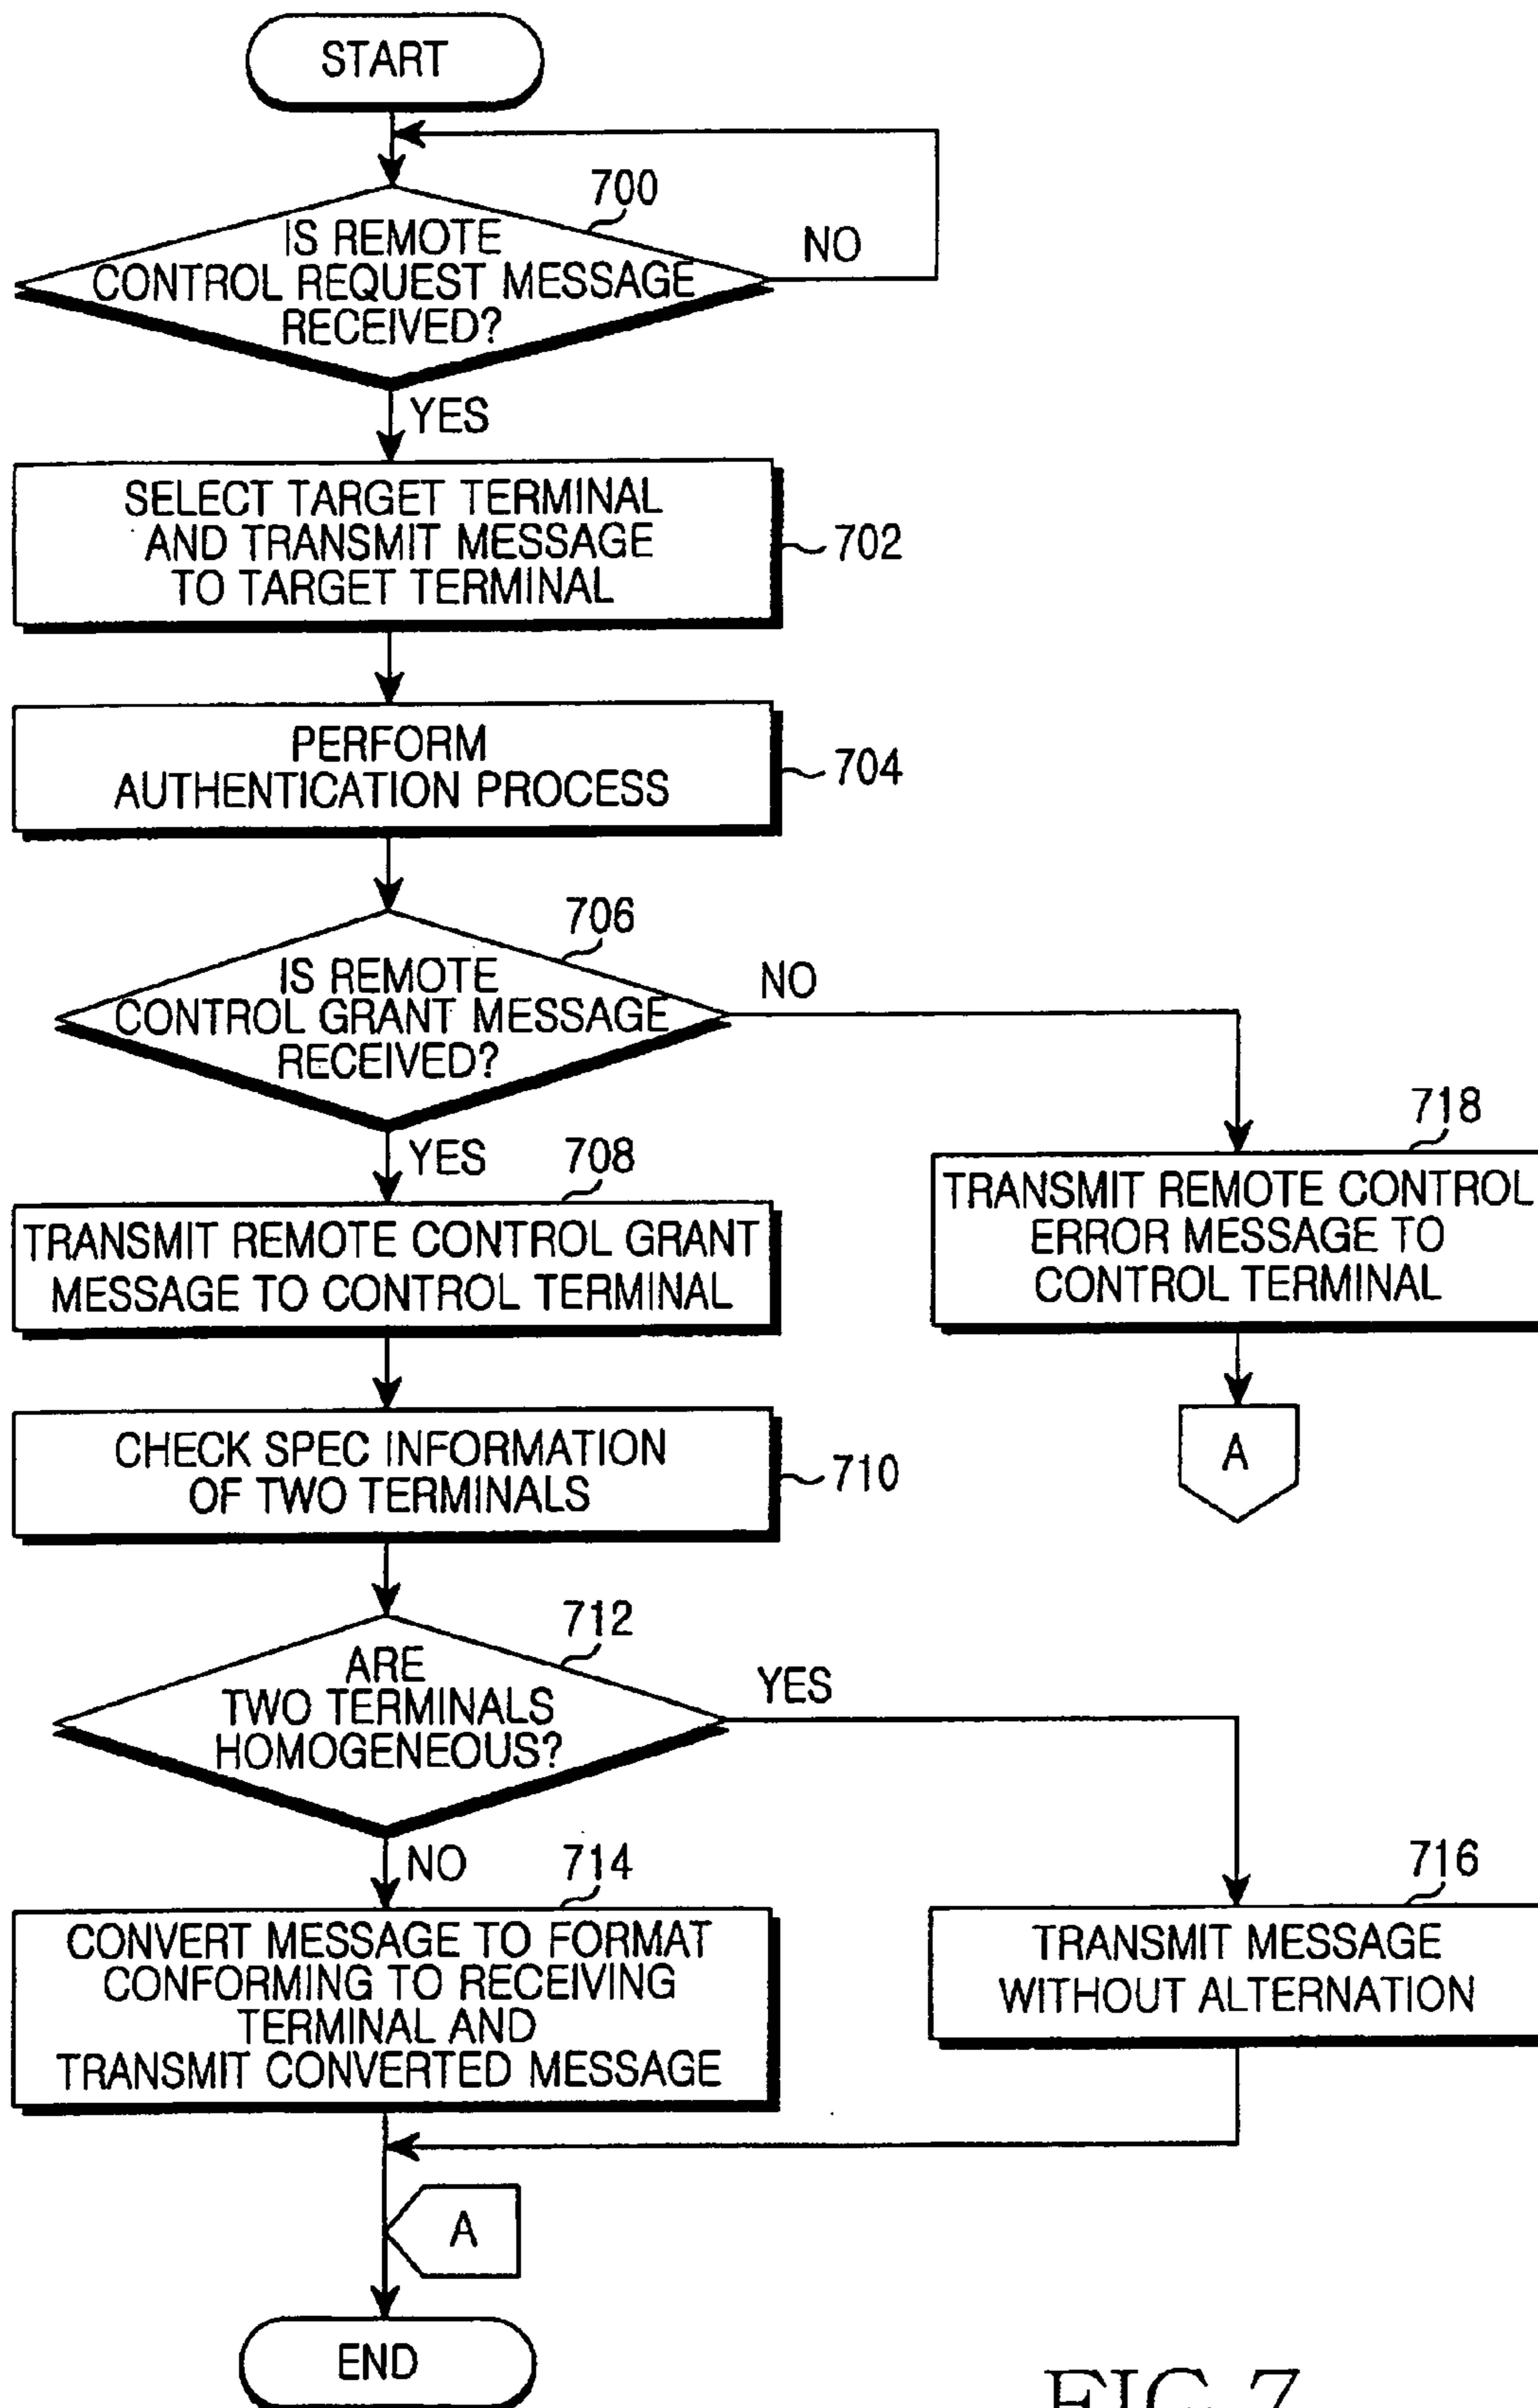 START
700
IS REMOTE
CONTROL REQUEST MESSAGE
RECEIVED?
NO
YES
SELECT TARGET TERMINAL
AND TRANSMIT MESSAGE
TO TARGET TERMINAL
702
PERFORM
AUTHENTICATION PROCESS
704
706
IS REMOTE
CONTROL GRANT MESSAGE
RECEIVED?
NO
YES
708
TRANSMIT REMOTE CONTROL GRANT
MESSAGE TO CONTROL TERMINAL
718
TRANSMIT REMOTE CONTROL
ERROR MESSAGE TO
CONTROL TERMINAL
A
CHECK SPEC INFORMATION
OF TWO TERMINALS
710
712
ARE
TWO TERMINALS
HOMOGENEOUS?
YES
NO
714
CONVERT MESSAGE TO FORMAT
CONFORMING TO RECEIVING
TERMINAL AND
TRANSMIT CONVERTED MESSAGE
716
TRANSMIT MESSAGE
WITHOUT ALTERNATION
A
END
FIG.7